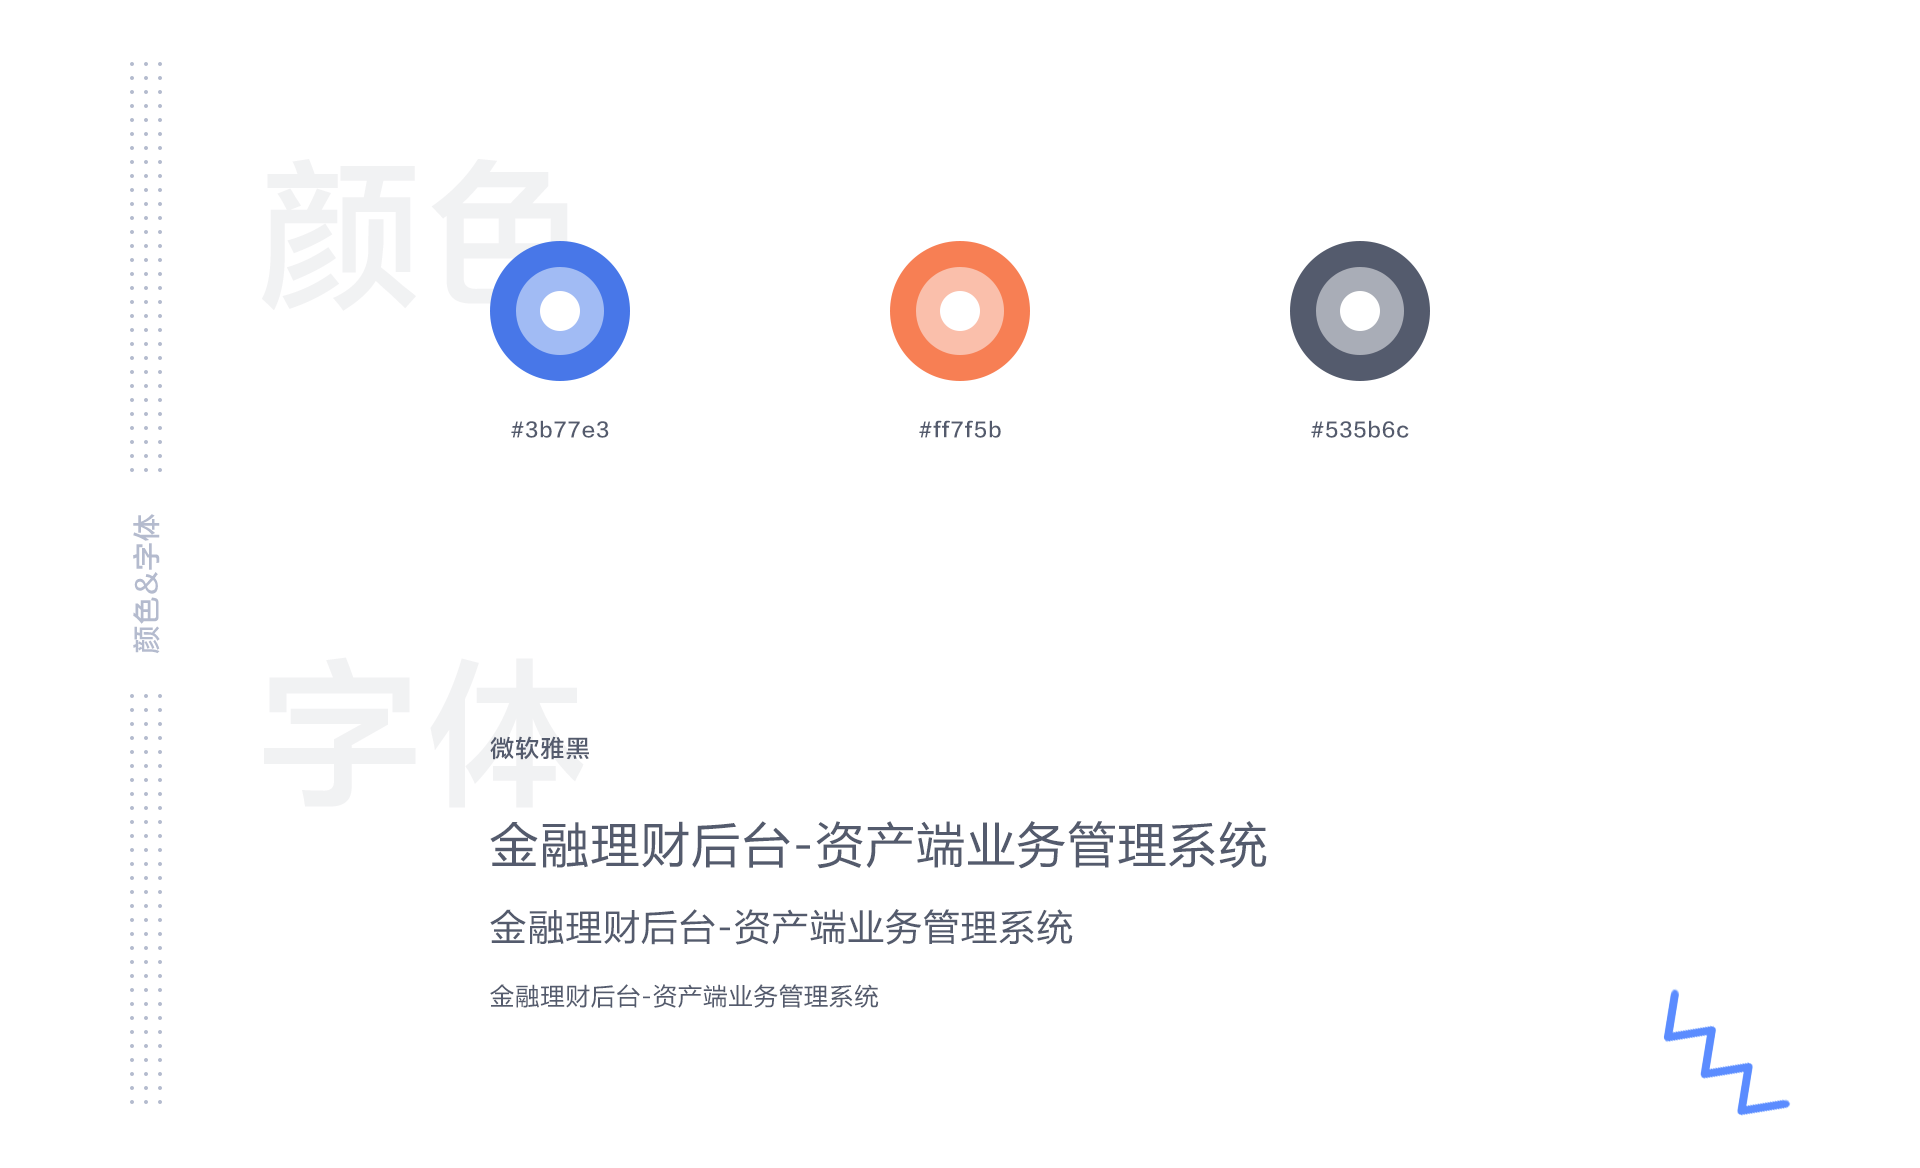 颜色
#3b77e3
#ff7f5b
#535b6c
颜色&字体
字体
微软雅黑
金融理财后台-资产端业务管理系统
金融理财后台-资产端业务管理系统
金融理财后台-资产端业务管理系统